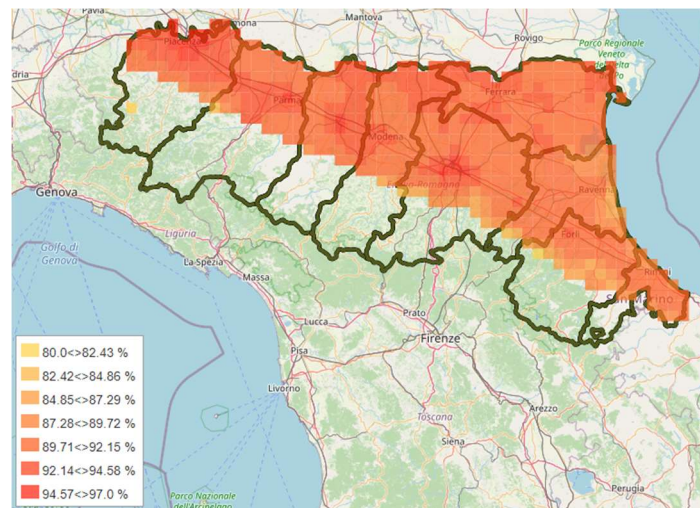 Pavia
Mantova
Rovigo
Parco Regionale
Veneto
Piacenza
Parma
Modena
Ferrara
Ravenna
Forlì
Rimini
San Marino
Genova
Golfo di
Genova
Liguria
La Spezia
Massa
Lucca
Prato
Firenze
Pisa
Livorno
Toscana
Arezzo
Siena
Perugia
Parco Nazionale
dell'Arcipelago
80.0<>82.43 %
82.42<>84.86 %
84.85<>87.29 %
87.28<>89.72 %
89.71<>92.15 %
92.14<>94.58 %
94.57<>97.0 %